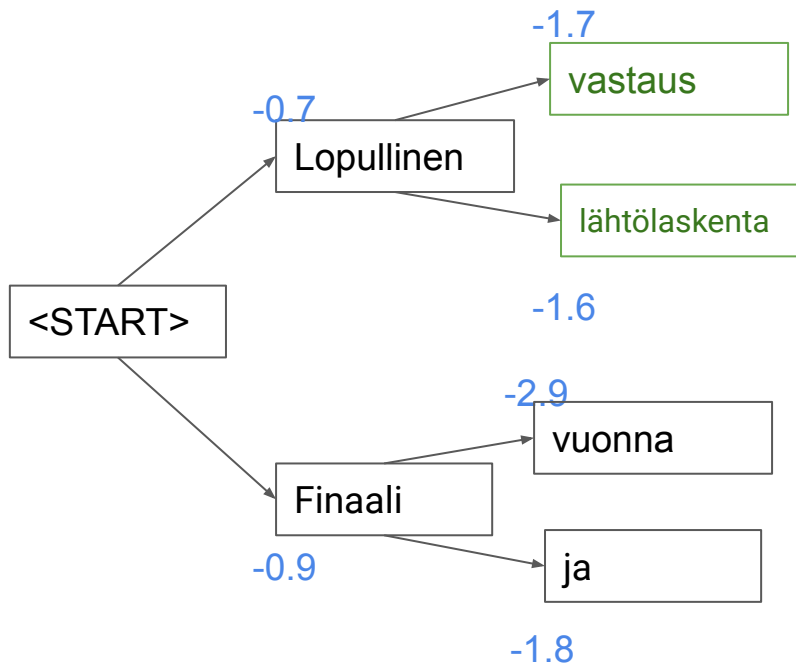 -1.7
vastaus
-0.7
Lopullinen
lähtölaskenta
<START>
-1.6
-2.9
vuonna
Finaali
-0.9
ja
-1.8